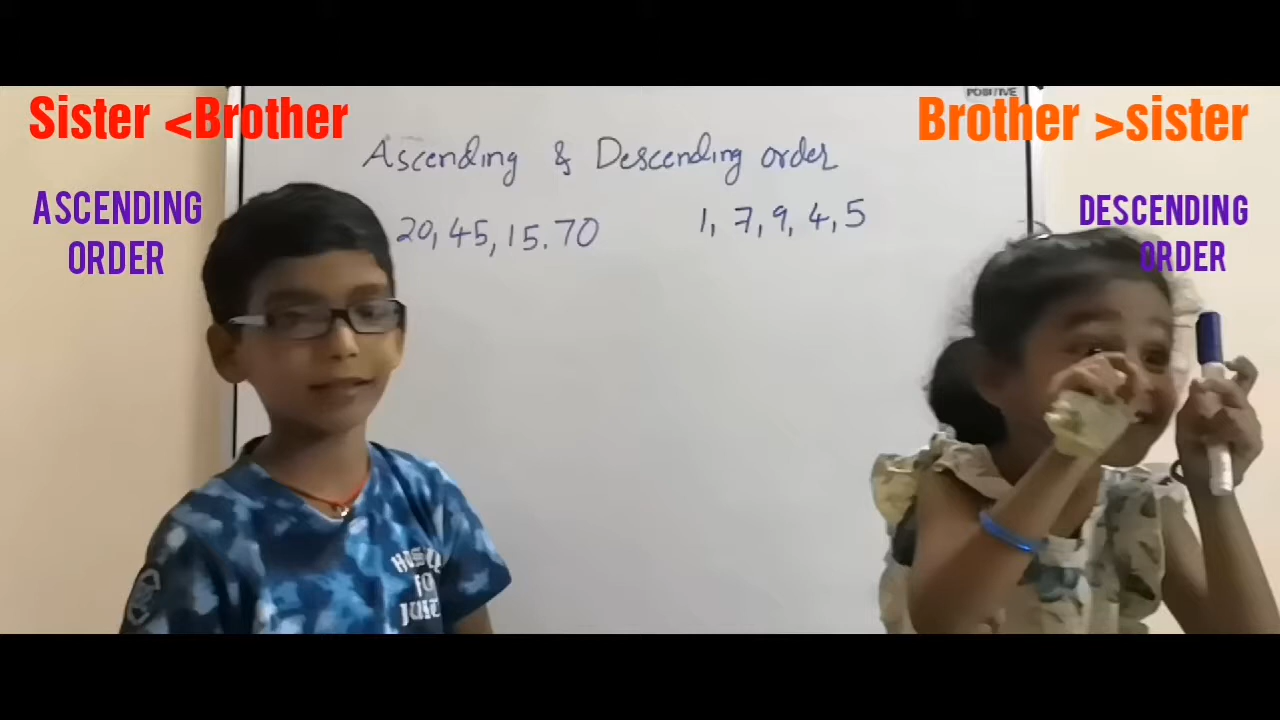 POSITIVE
Sister <Brother
Brother >sister
Ascending & Descending order
ASCENDING
ORDER
DESCENDING
ORDER
20, 45, 15. 70
1, 7, 9, 4, 5